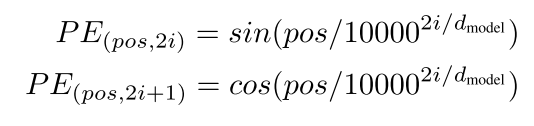 PE_{(pos,2i)} = sin(pos/10000^{2i/d_{model}})
PE_{(pos,2i+1)} = cos(pos/10000^{2i/d_{model}})